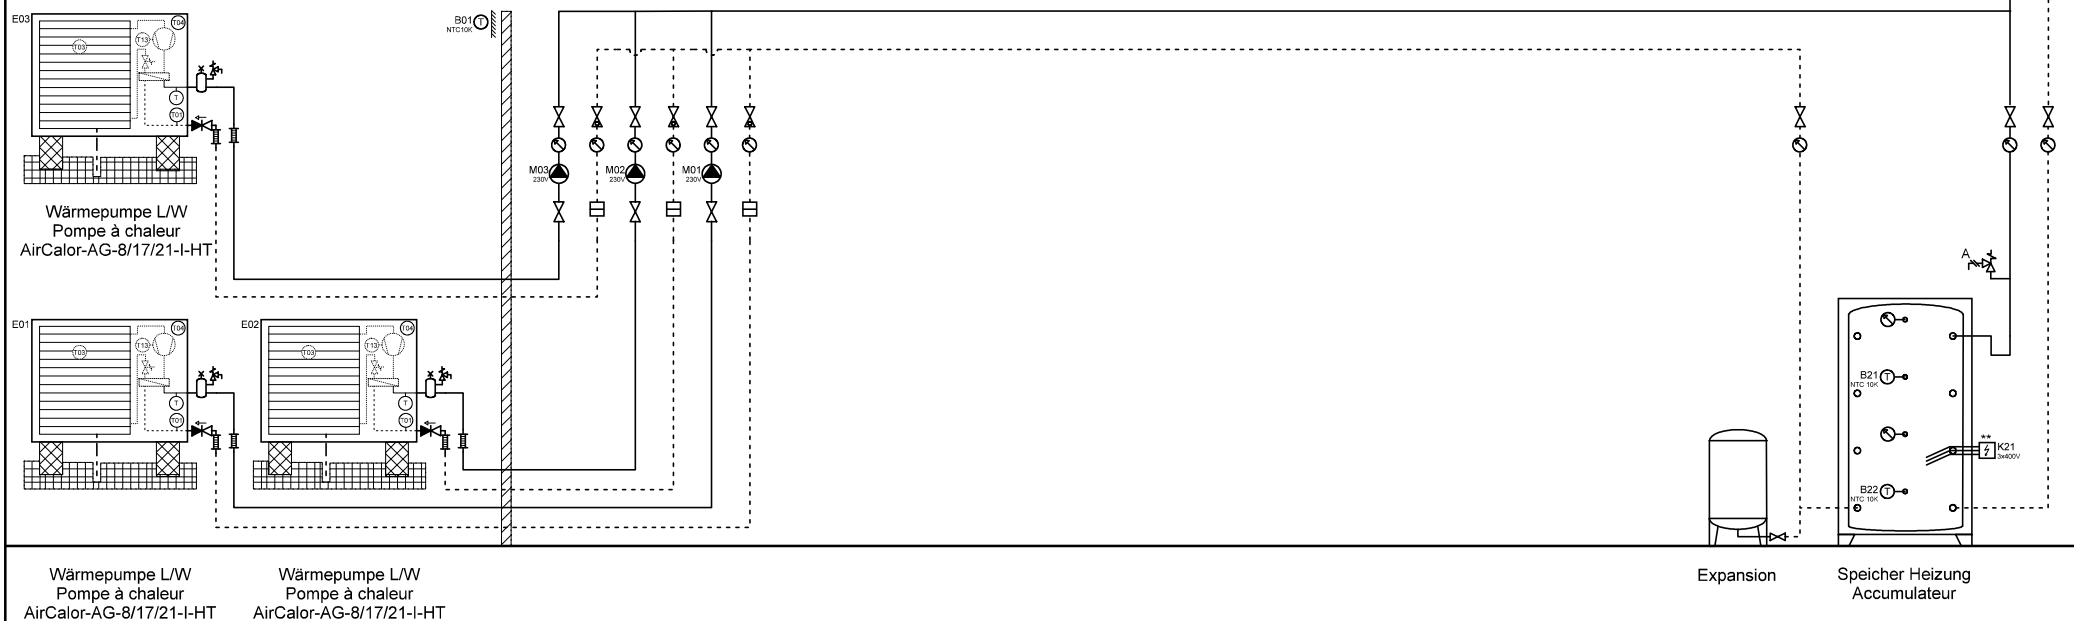 E03
T04
T13
T03
T
T01
B01 T
NTC10K
M03
230V
M02
230V
M01
230V
Wärmepumpe L/W
Pompe à chaleur
AirCalor-AG-8/17/21-I-HT
A
E01
T04
T13
T03
T
T01
E02
T04
T13
T03
T
T01
B21 T
NTC 10K
**
K21
3x400V
B22 T
NTC 10K
Wärmepumpe L/W
Pompe à chaleur
AirCalor-AG-8/17/21-I-HT
Wärmepumpe L/W
Pompe à chaleur
AirCalor-AG-8/17/21-I-HT
Expansion
Speicher Heizung
Accumulateur